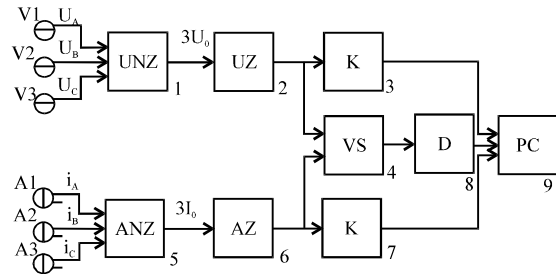 V1 U_A
V2 U_B
V3 U_C
UNZ 1
3U_0
UZ 2
K 3
VS 4
D 8
PC 9
A1 i_A
A2 i_B
A3 i_C
ANZ 5
3I_0
AZ 6
K 7